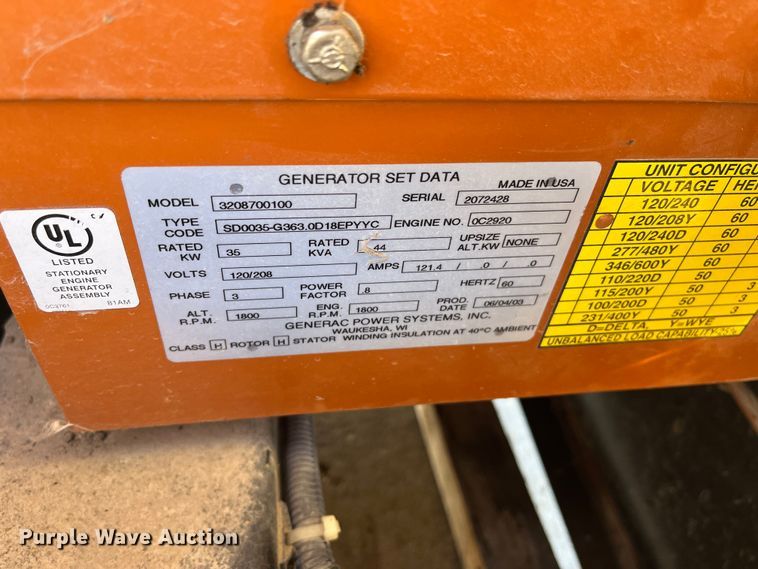 GENERATOR SET DATA
MADE IN USA
MODEL 3208700100 SERIAL 2072428
TYPE CODE SD0035-G363.0D18EPYYC ENGINE NO. 0C2920
RATED KW 35 RATED KVA 44 UPSIZE ALT.KW NONE
VOLTS 120/208 AMPS 121.4 / .0 / .0
PHASE 3 POWER FACTOR .8 HERTZ 60
ALT. R.P.M. 1800 ENG. R.P.M. 1800 PROD. DATE 06/04/03
GENERAC POWER SYSTEMS, INC.
WAUKESHA, WI
CLASS H ROTOR H STATOR WINDING INSULATION AT 40°C AMBIENT
UL
LISTED
STATIONARY
ENGINE
GENERATOR
ASSEMBLY
0C3761 81AM
UNIT CONFIGU
VOLTAGE HE
120/240 60
120/208Y 60
120/240D 60
277/480Y 60
346/600Y 60
110/220D 50
115/200Y 50 3
100/200D 50 3
231/400Y 50 3
D=DELTA, Y=WYE
UNBALANCED LOAD CAPABILITY
Purple Wave Auction